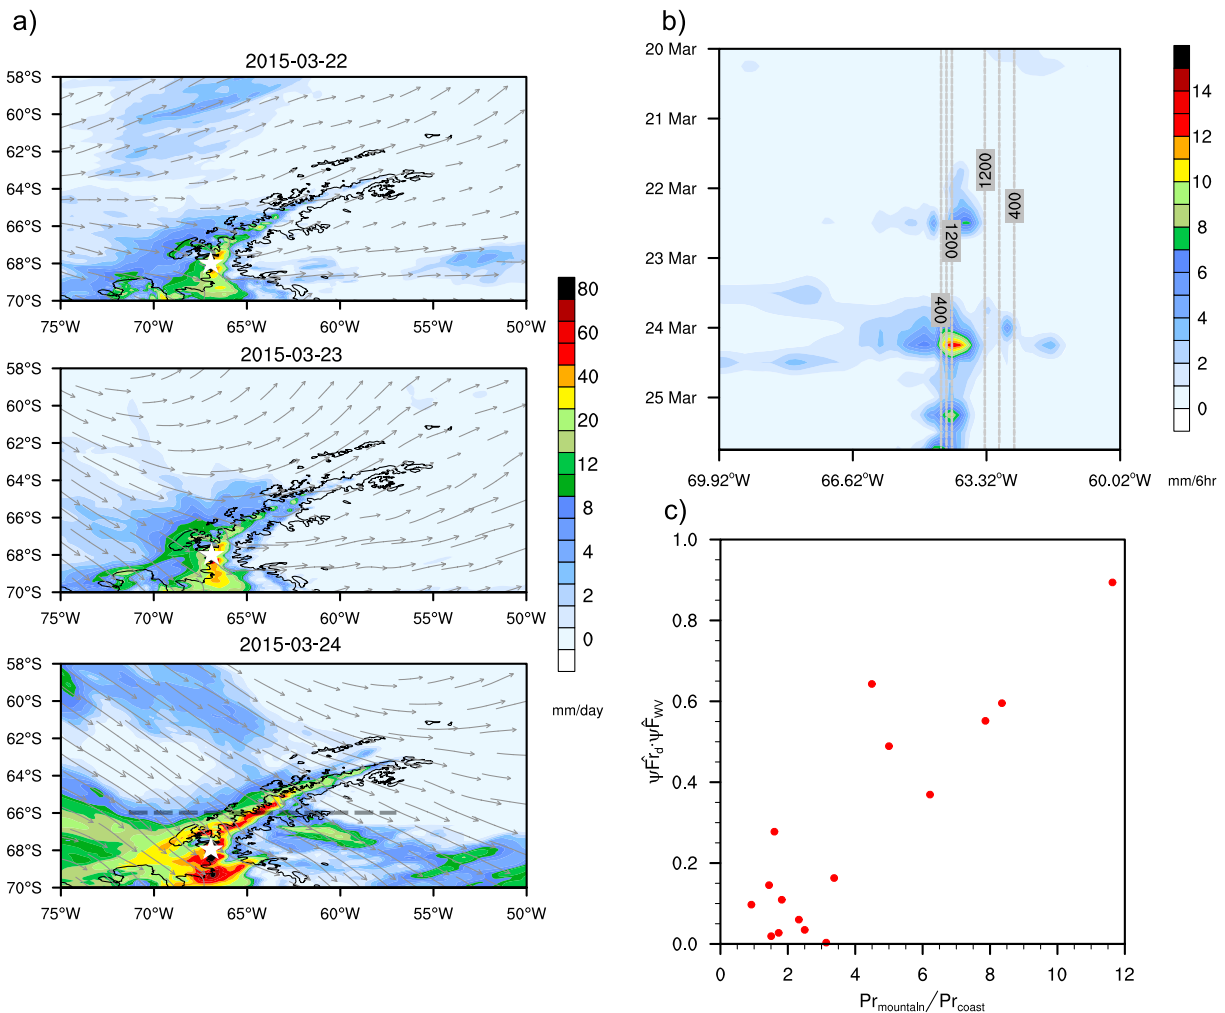 a)
2015-03-22
58°S
60°S
62°S
64°S
66°S
68°S
70°S
75°W 70°W 65°W 60°W 55°W 50°W
2015-03-23
58°S
60°S
62°S
64°S
66°S
68°S
70°S
75°W 70°W 65°W 60°W 55°W 50°W
2015-03-24
58°S
60°S
62°S
64°S
66°S
68°S
70°S
75°W 70°W 65°W 60°W 55°W 50°W
80
60
40
20
12
8
4
2
0
mm/day
b)
20 Mar
21 Mar
22 Mar
23 Mar
24 Mar
25 Mar
400
1200
1200
400
69.92°W 66.62°W 63.32°W 60.02°W
14
12
10
8
6
4
2
0
mm/6hr
c)
1.0
0.8
0.6
0.4
0.2
0.0
ψF̂r_d·ψF̂_WV
0 2 4 6 8 10 12
Pr_mountain/Pr_coast